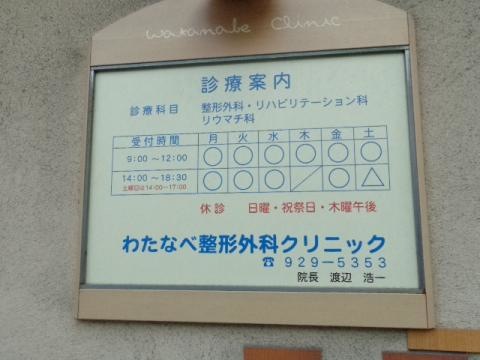 Watanabe Clinic
診療案内
診療科目 整形外科・リハビリテーション科
リウマチ科
受付時間 月 火 水 木 金 土
9:00〜12:00 ○ ○ ○ ○ ○ ○
14:00〜18:30 ○ ○ ○ ／ ○ △
土曜日は14:00〜17:00
休診 日曜・祝祭日・木曜午後
わたなべ整形外科クリニック
☎929-5353
院長 渡辺 浩一